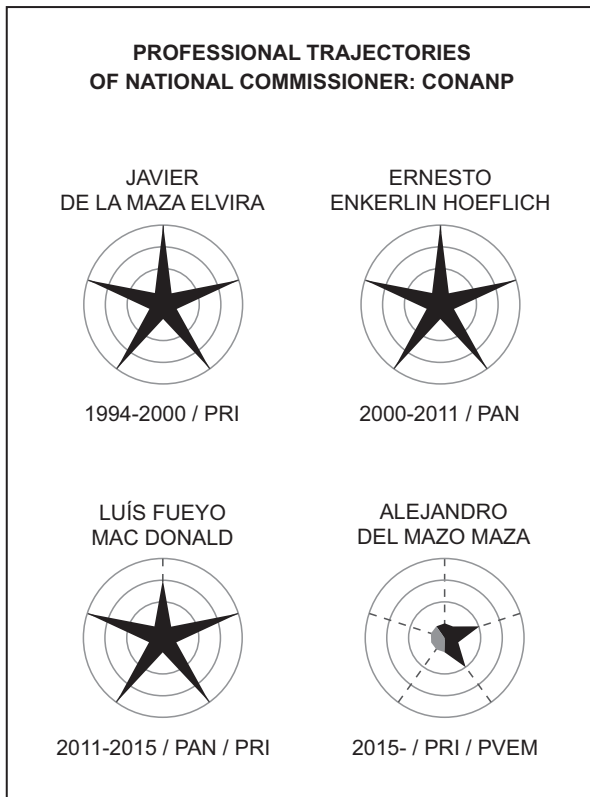 PROFESSIONAL TRAJECTORIES
OF NATIONAL COMMISSIONER: CONANP
JAVIER
DE LA MAZA ELVIRA
1994-2000 / PRI
ERNESTO
ENKERLIN HOEFLICH
2000-2011 / PAN
LUÍS FUEYO
MAC DONALD
2011-2015 / PAN / PRI
ALEJANDRO
DEL MAZO MAZA
2015- / PRI / PVEM